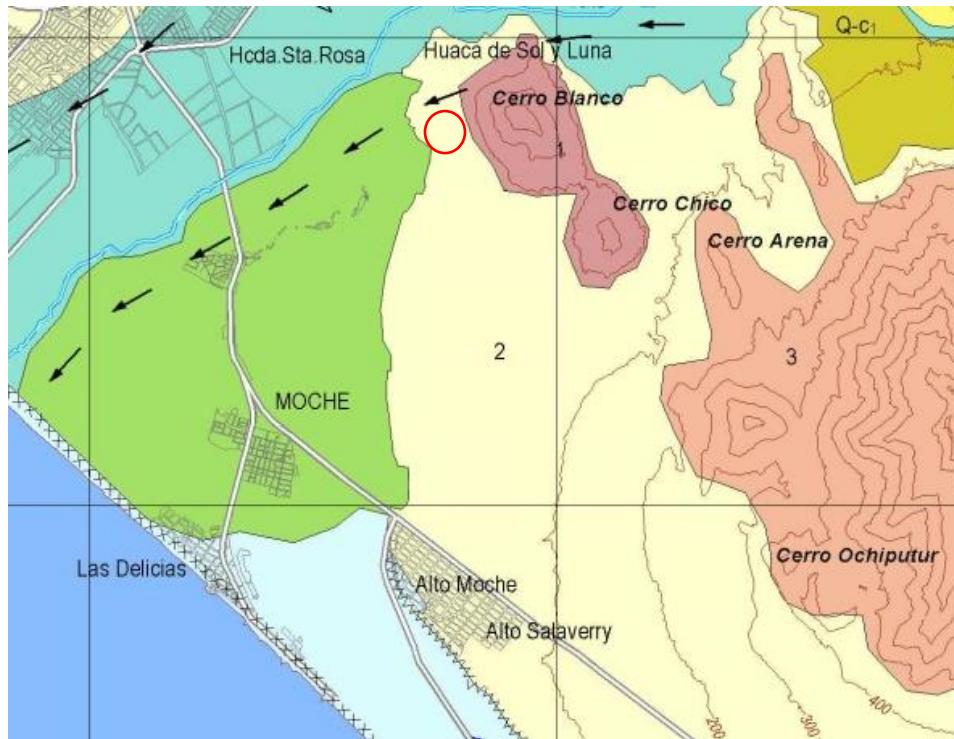 Q-c1
Hcda.Sta.Rosa
Huaca de Sol y Luna
Cerro Blanco
1
Cerro Chico
Cerro Arena
2
3
MOCHE
Cerro Ochiputur
Las Delicias
Alto Moche
Alto Salaverry
200
300
400